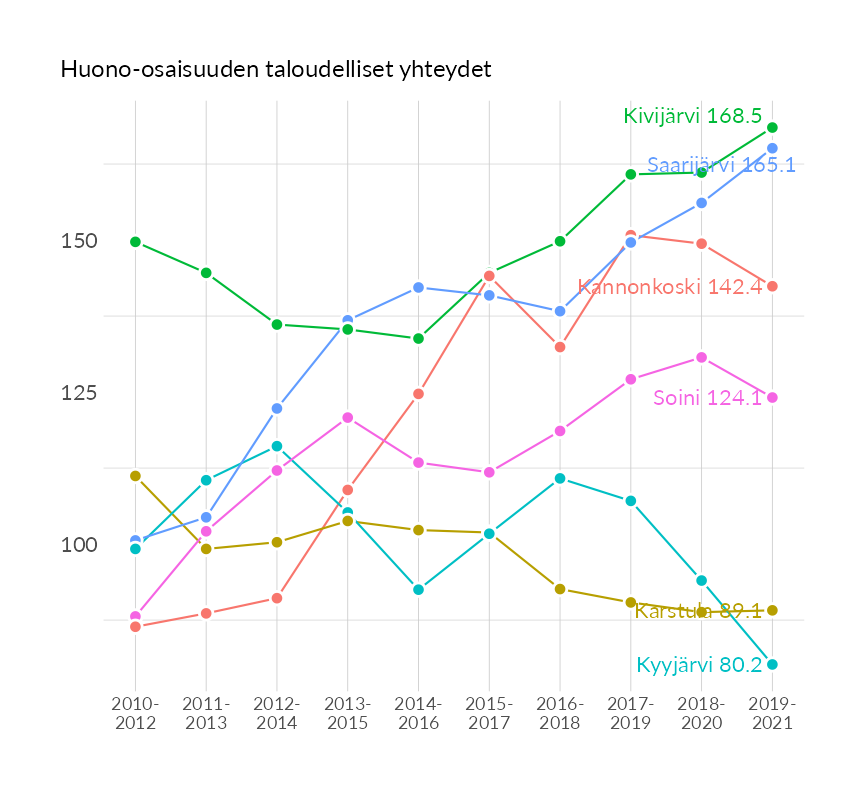 Huono-osaisuuden taloudelliset yhteydet
Kivijärvi 168.5
Saarijärvi 165.1
150
Kannonkoski 142.4
125
Soini 124.1
100
Karstula 89.1
Kyyjärvi 80.2
2010- 2011- 2012- 2013- 2014- 2015- 2016- 2017- 2018- 2019-
2012 2013 2014 2015 2016 2017 2018 2019 2020 2021